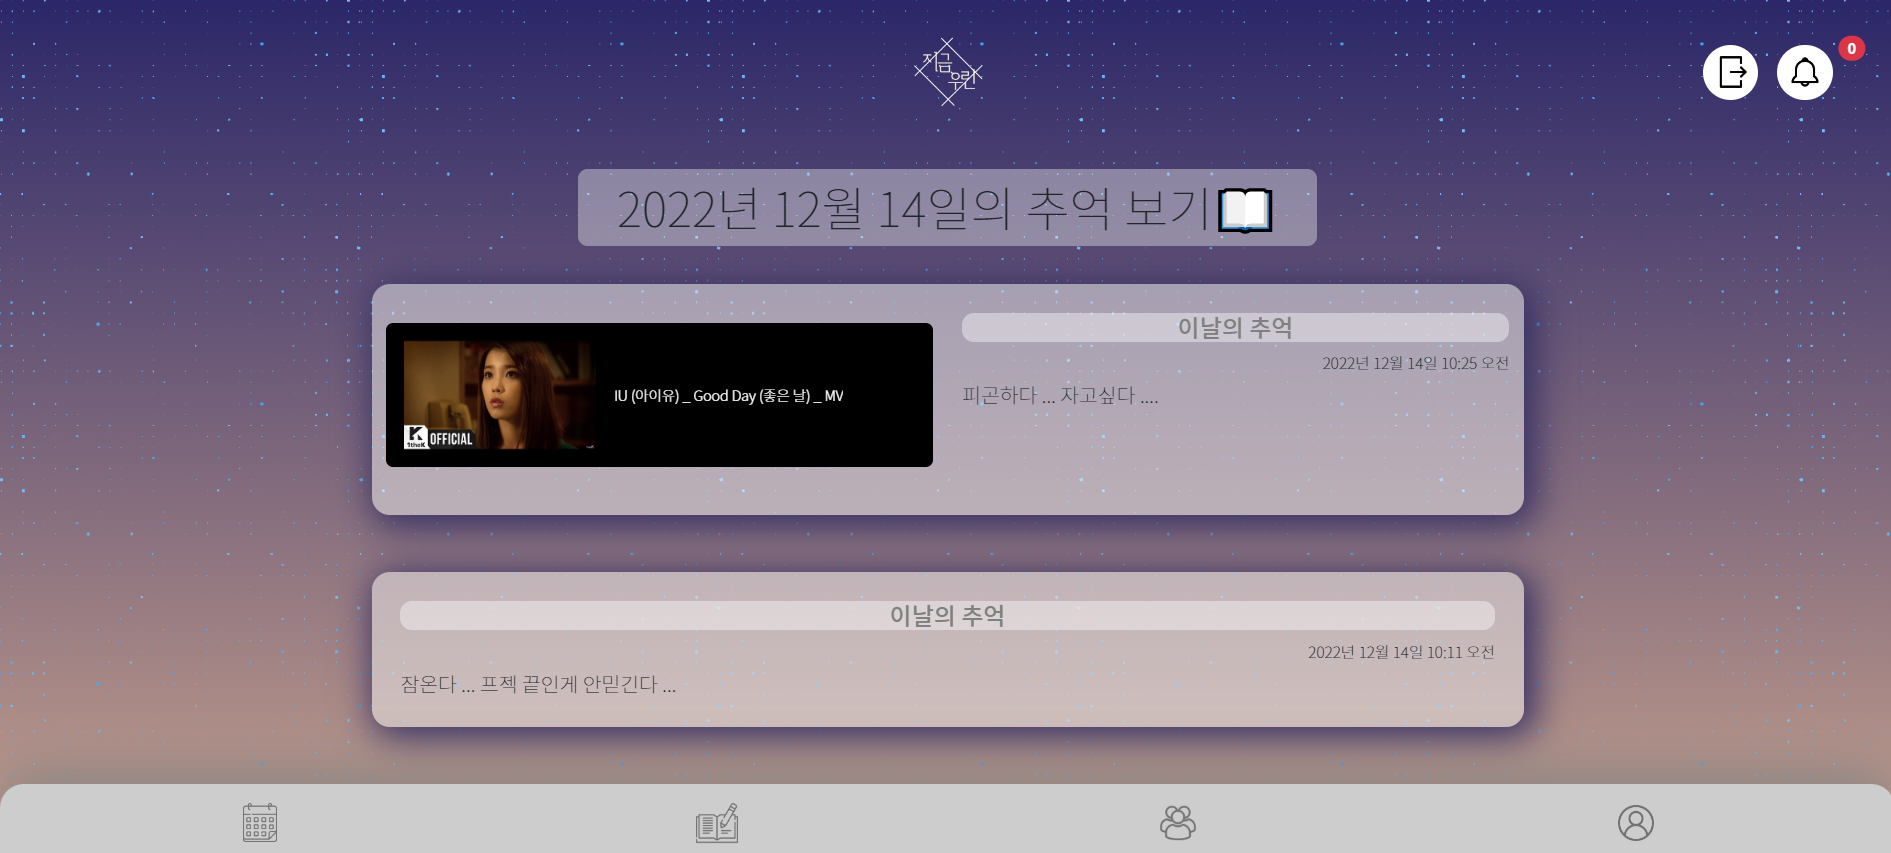 지금
우린
0
2022년 12월 14일의 추억 보기
이날의 추억
2022년 12월 14일 10:25 오전
IU (아이유) _ Good Day (좋은 날) _ MV
피곤하다 ... 자고싶다 ....
K OFFICIAL
1theK
이날의 추억
2022년 12월 14일 10:11 오전
잠온다 ... 프젝 끝인게 안믿긴다 ...